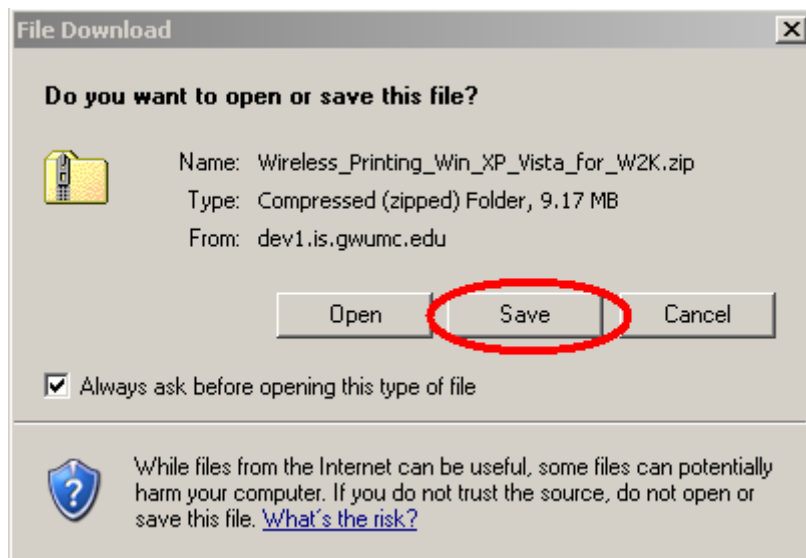 File Download
Do you want to open or save this file?
Name: Wireless_Printing_Win_XP_Vista_for_W2K.zip
Type: Compressed (zipped) Folder, 9.17 MB
From: dev1.is.gwumc.edu
Open Save Cancel
Always ask before opening this type of file
While files from the Internet can be useful, some files can potentially
harm your computer. If you do not trust the source, do not open or
save this file. What's the risk?